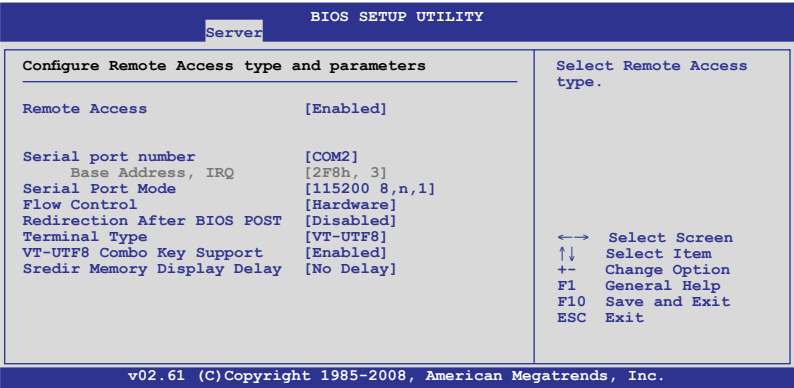 BIOS SETUP UTILITY
Server
Configure Remote Access type and parameters
Remote Access [Enabled]
Serial port number [COM2]
Base Address, IRQ [2F8h, 3]
Serial Port Mode [115200 8,n,1]
Flow Control [Hardware]
Redirection After BIOS POST [Disabled]
Terminal Type [VT-UTF8]
VT-UTF8 Combo Key Support [Enabled]
Sredir Memory Display Delay [No Delay]
Select Remote Access
type.
←→ Select Screen
↑↓ Select Item
+- Change Option
F1 General Help
F10 Save and Exit
ESC Exit
v02.61 (C)Copyright 1985-2008, American Megatrends, Inc.